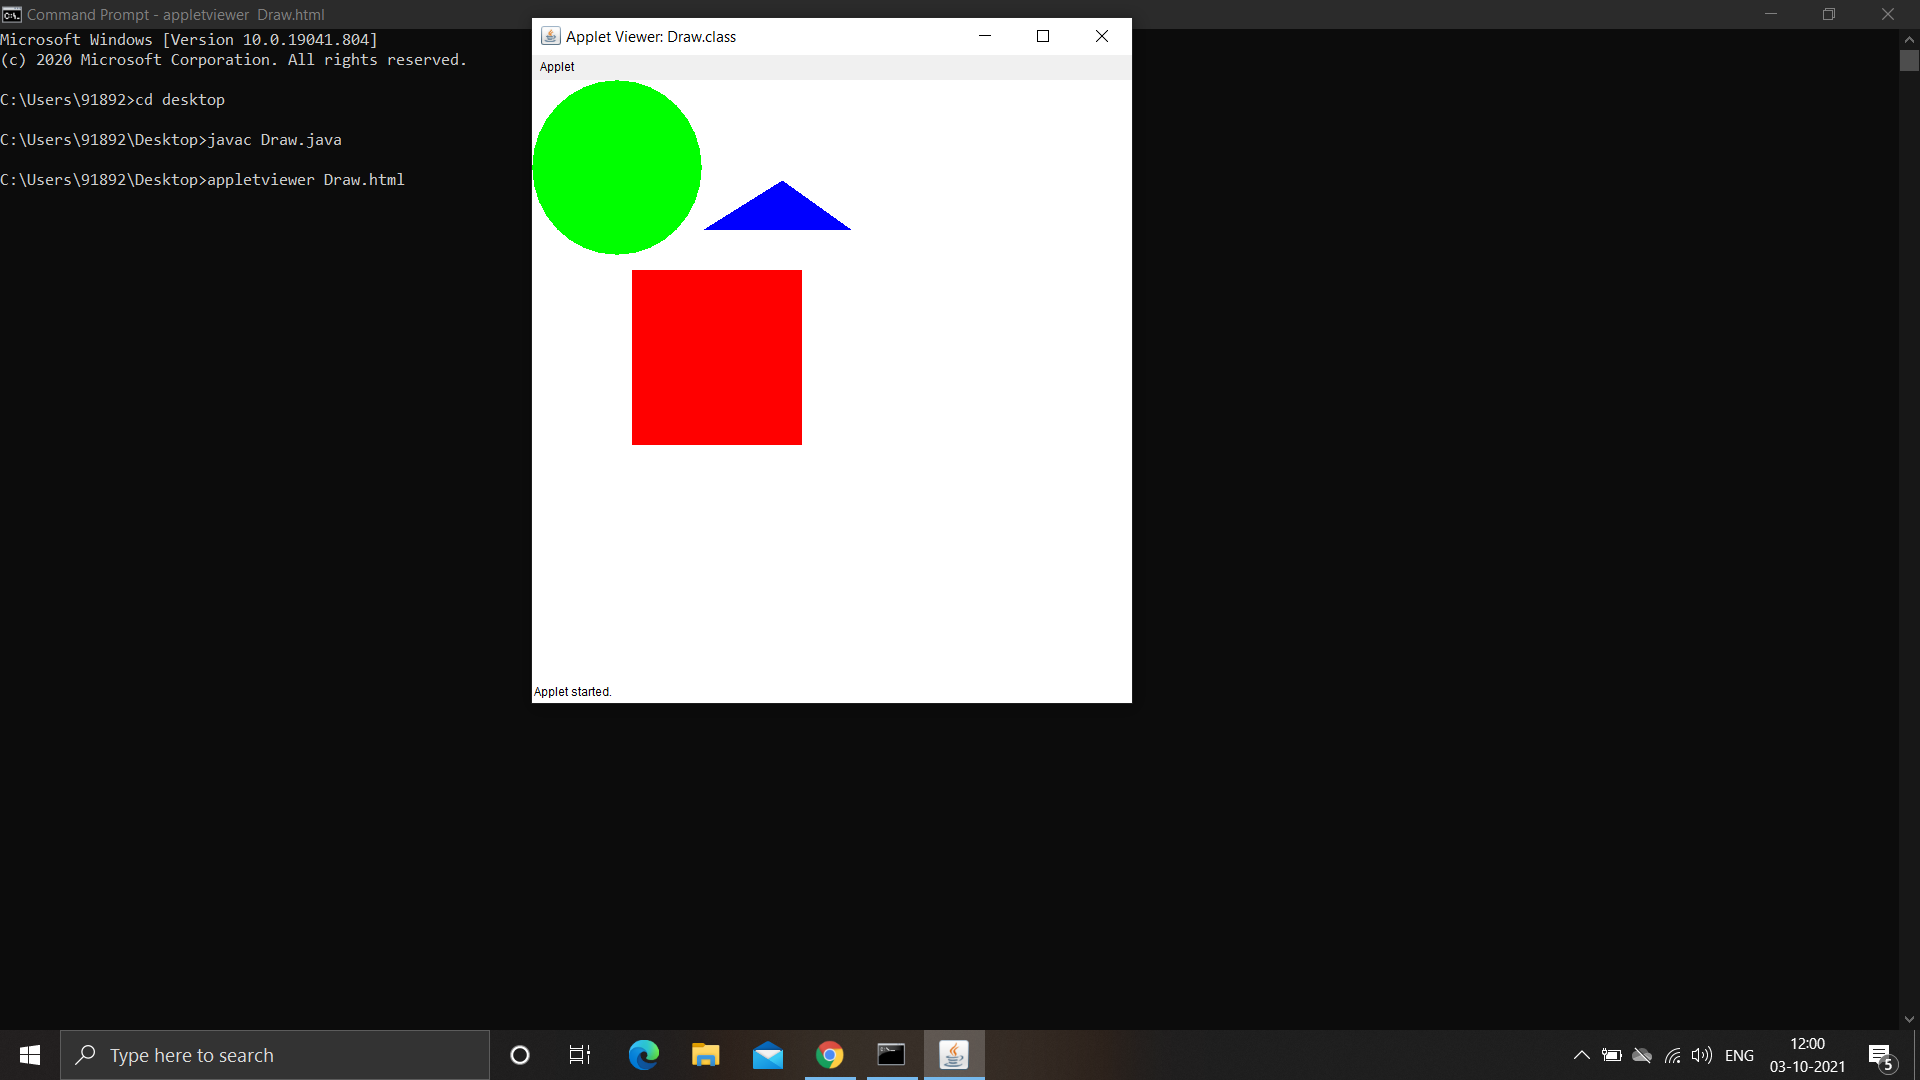 Command Prompt - appletviewer  Draw.html
Microsoft Windows [Version 10.0.19041.804]
(c) 2020 Microsoft Corporation. All rights reserved.
C:\Users\91892>cd desktop
C:\Users\91892\Desktop>javac Draw.java
C:\Users\91892\Desktop>appletviewer Draw.html
Applet Viewer: Draw.class
Applet
Applet started.
Type here to search
ENG
12:00
03-10-2021
5